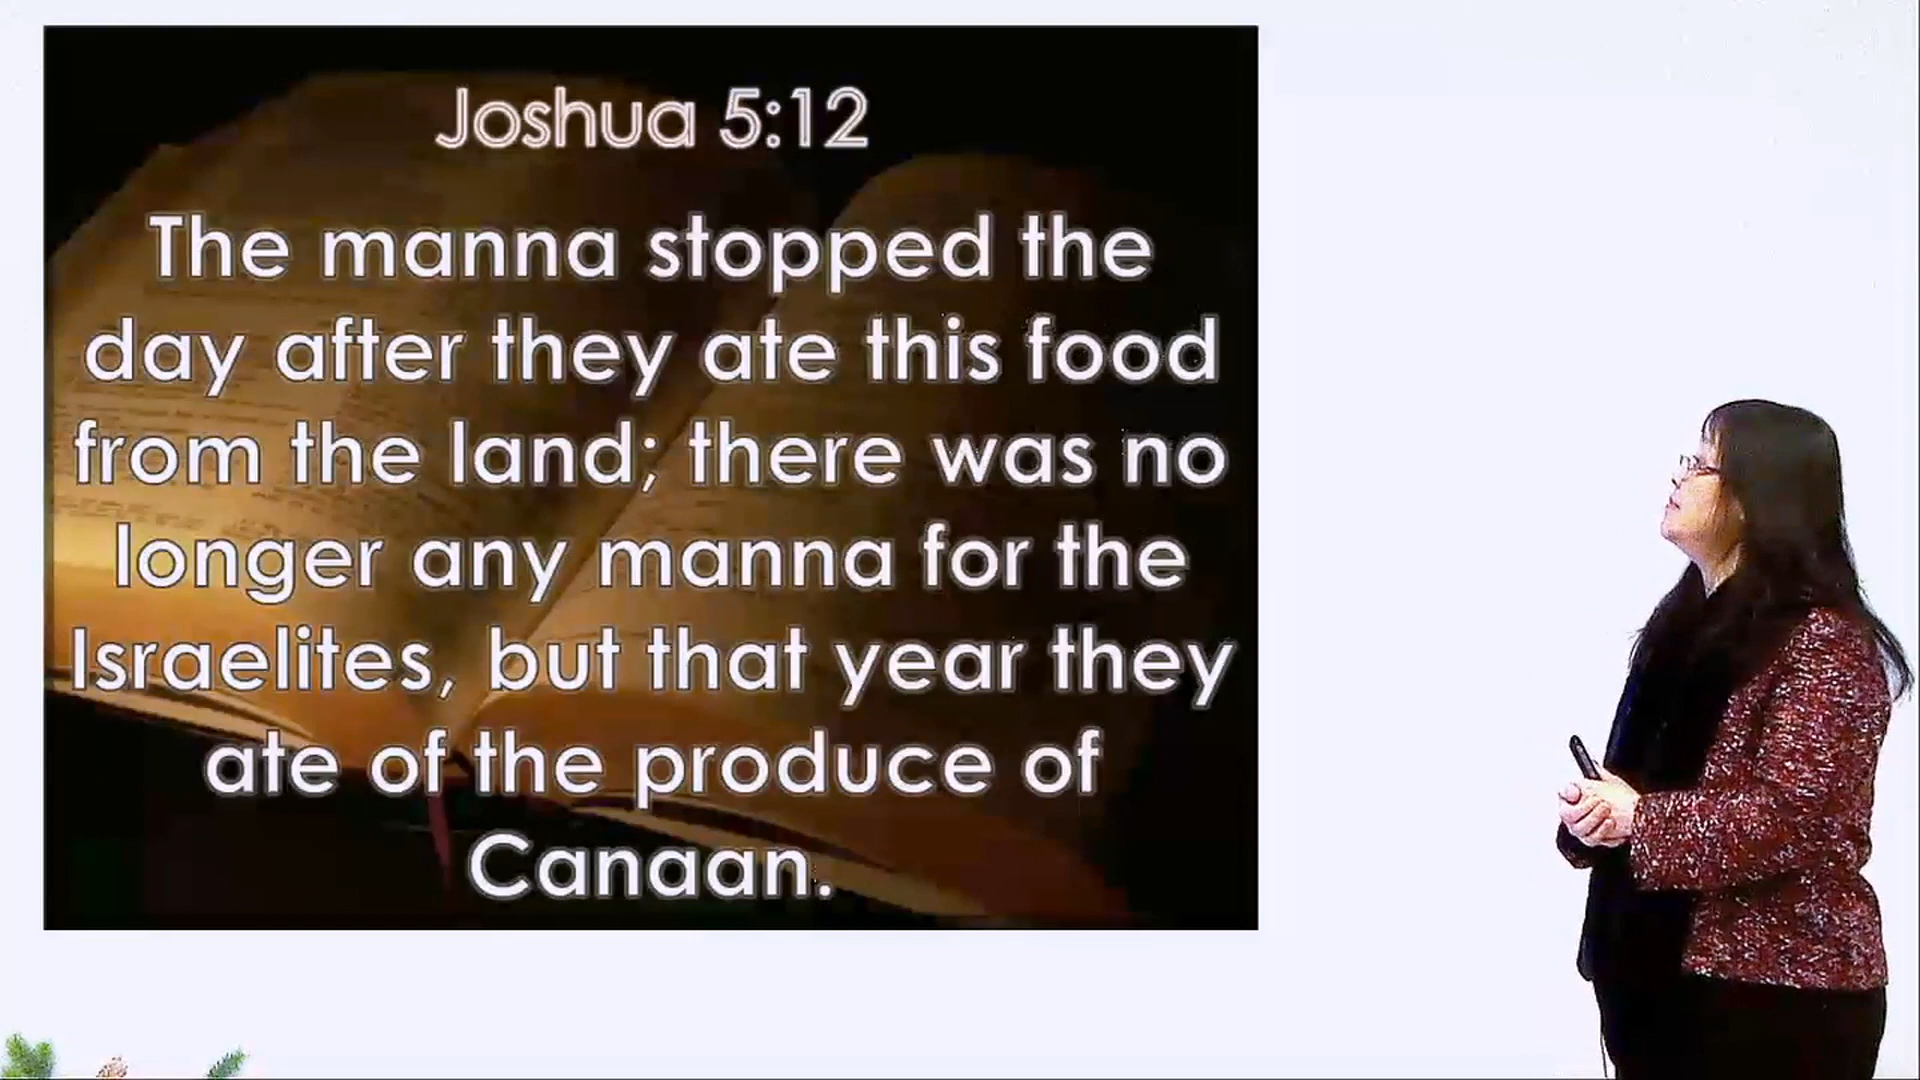 Joshua 5:12
The manna stopped the
day after they ate this food
from the land; there was no
longer any manna for the
Israelites, but that year they
ate of the produce of
Canaan.